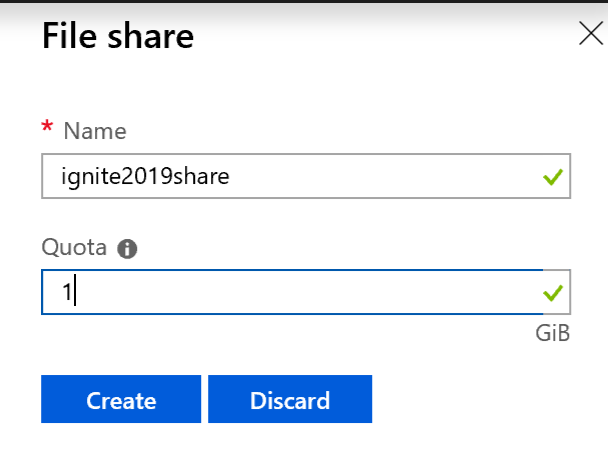 File share
* Name
ignite2019share
Quota
1
GiB
Create Discard